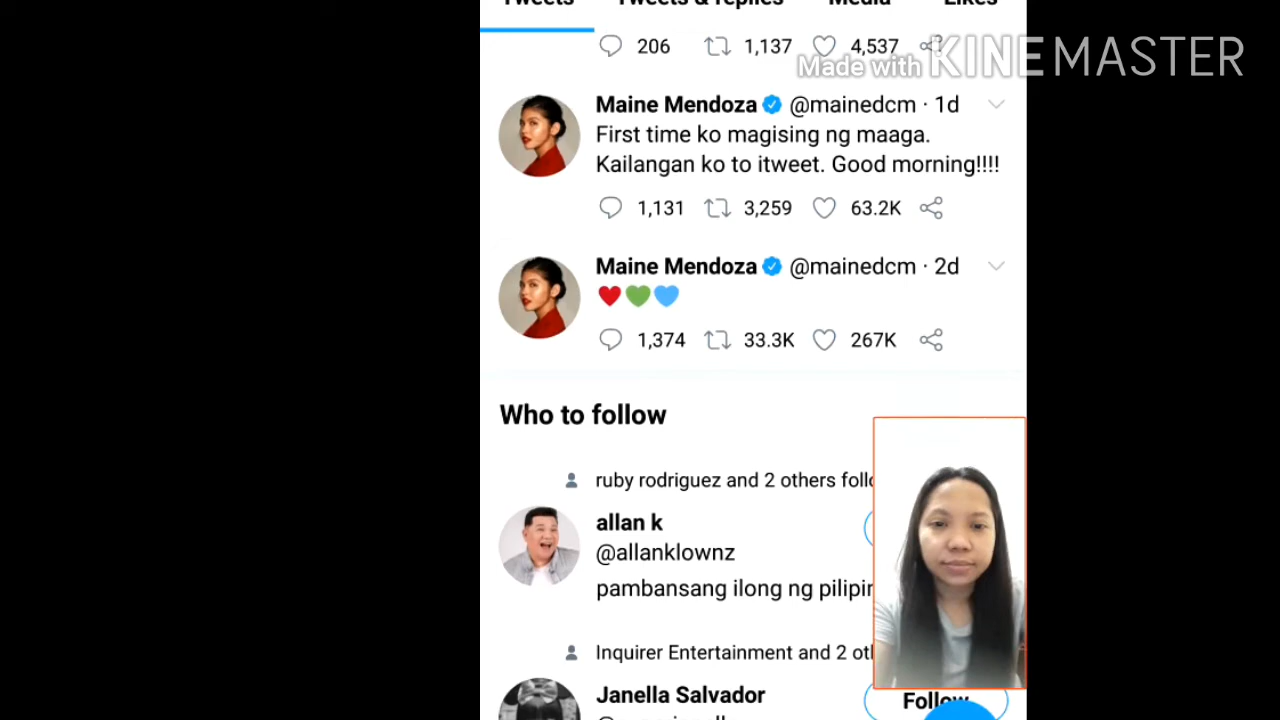 Tweets Tweets & replies Media Likes
206 1,137 4,537
Made with KINEMASTER
Maine Mendoza @mainedcm · 1d
First time ko magising ng maaga.
Kailangan ko to itweet. Good morning!!!!
1,131 3,259 63.2K
Maine Mendoza @mainedcm · 2d
1,374 33.3K 267K
Who to follow
ruby rodriguez and 2 others
allan k
@allanklownz
pambansang ilong ng
Inquirer Entertainment and 2
Janella Salvador
Follow